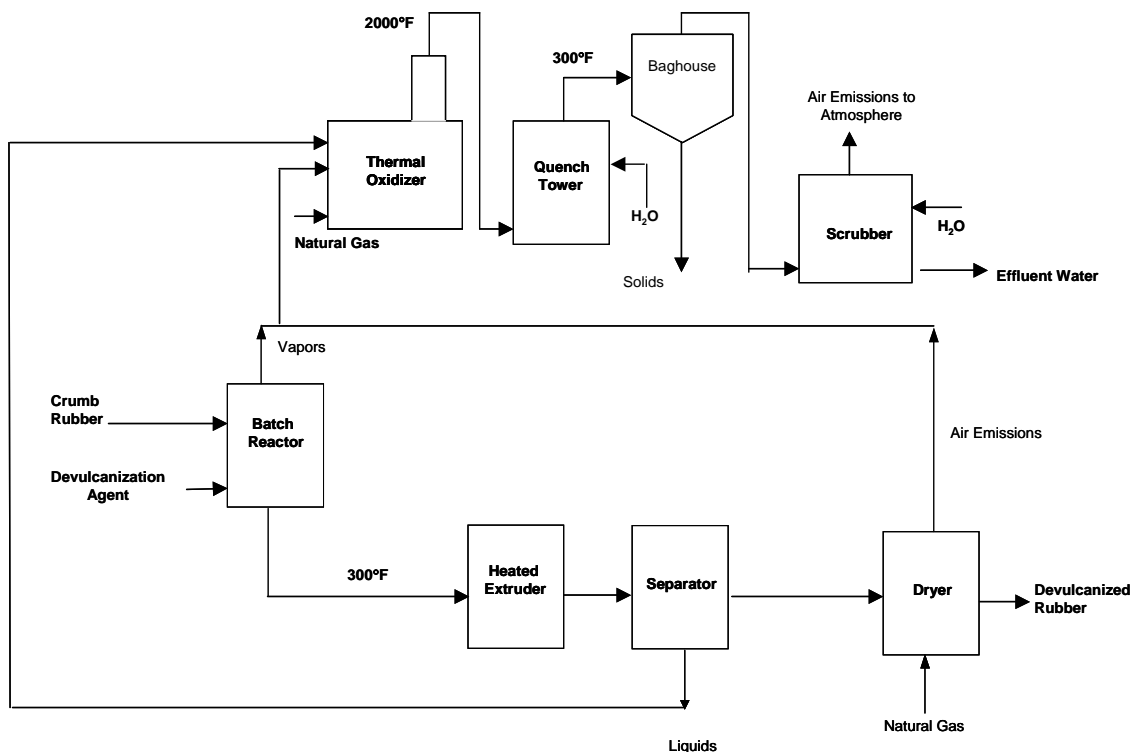 2000ºF
300ºF
Baghouse
Air Emissions to
Atmosphere
Thermal
Oxidizer
Quench
Tower
H2O
Scrubber
H2O
Natural Gas
Solids
Effluent Water
Vapors
Crumb
Rubber
Batch
Reactor
Air Emissions
Devulcanization
Agent
300ºF
Heated
Extruder
Separator
Dryer
Devulcanized
Rubber
Natural Gas
Liquids